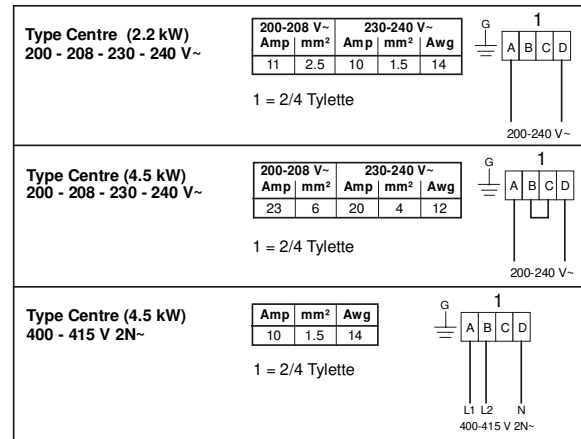 Type Centre (2.2 kW)
200 - 208 - 230 - 240 V~
200-208 V~ 230-240 V~
Amp mm² Amp mm² Awg
11 2.5 10 1.5 14
1 = 2/4 Tylette
G 1
A B C D
200-240 V~
Type Centre (4.5 kW)
200 - 208 - 230 - 240 V~
200-208 V~ 230-240 V~
Amp mm² Amp mm² Awg
23 6 20 4 12
1 = 2/4 Tylette
G 1
A B C D
200-240 V~
Type Centre (4.5 kW)
400 - 415 V 2N~
Amp mm² Awg
10 1.5 14
1 = 2/4 Tylette
G 1
A B C D
L1 L2 N
400-415 V 2N~